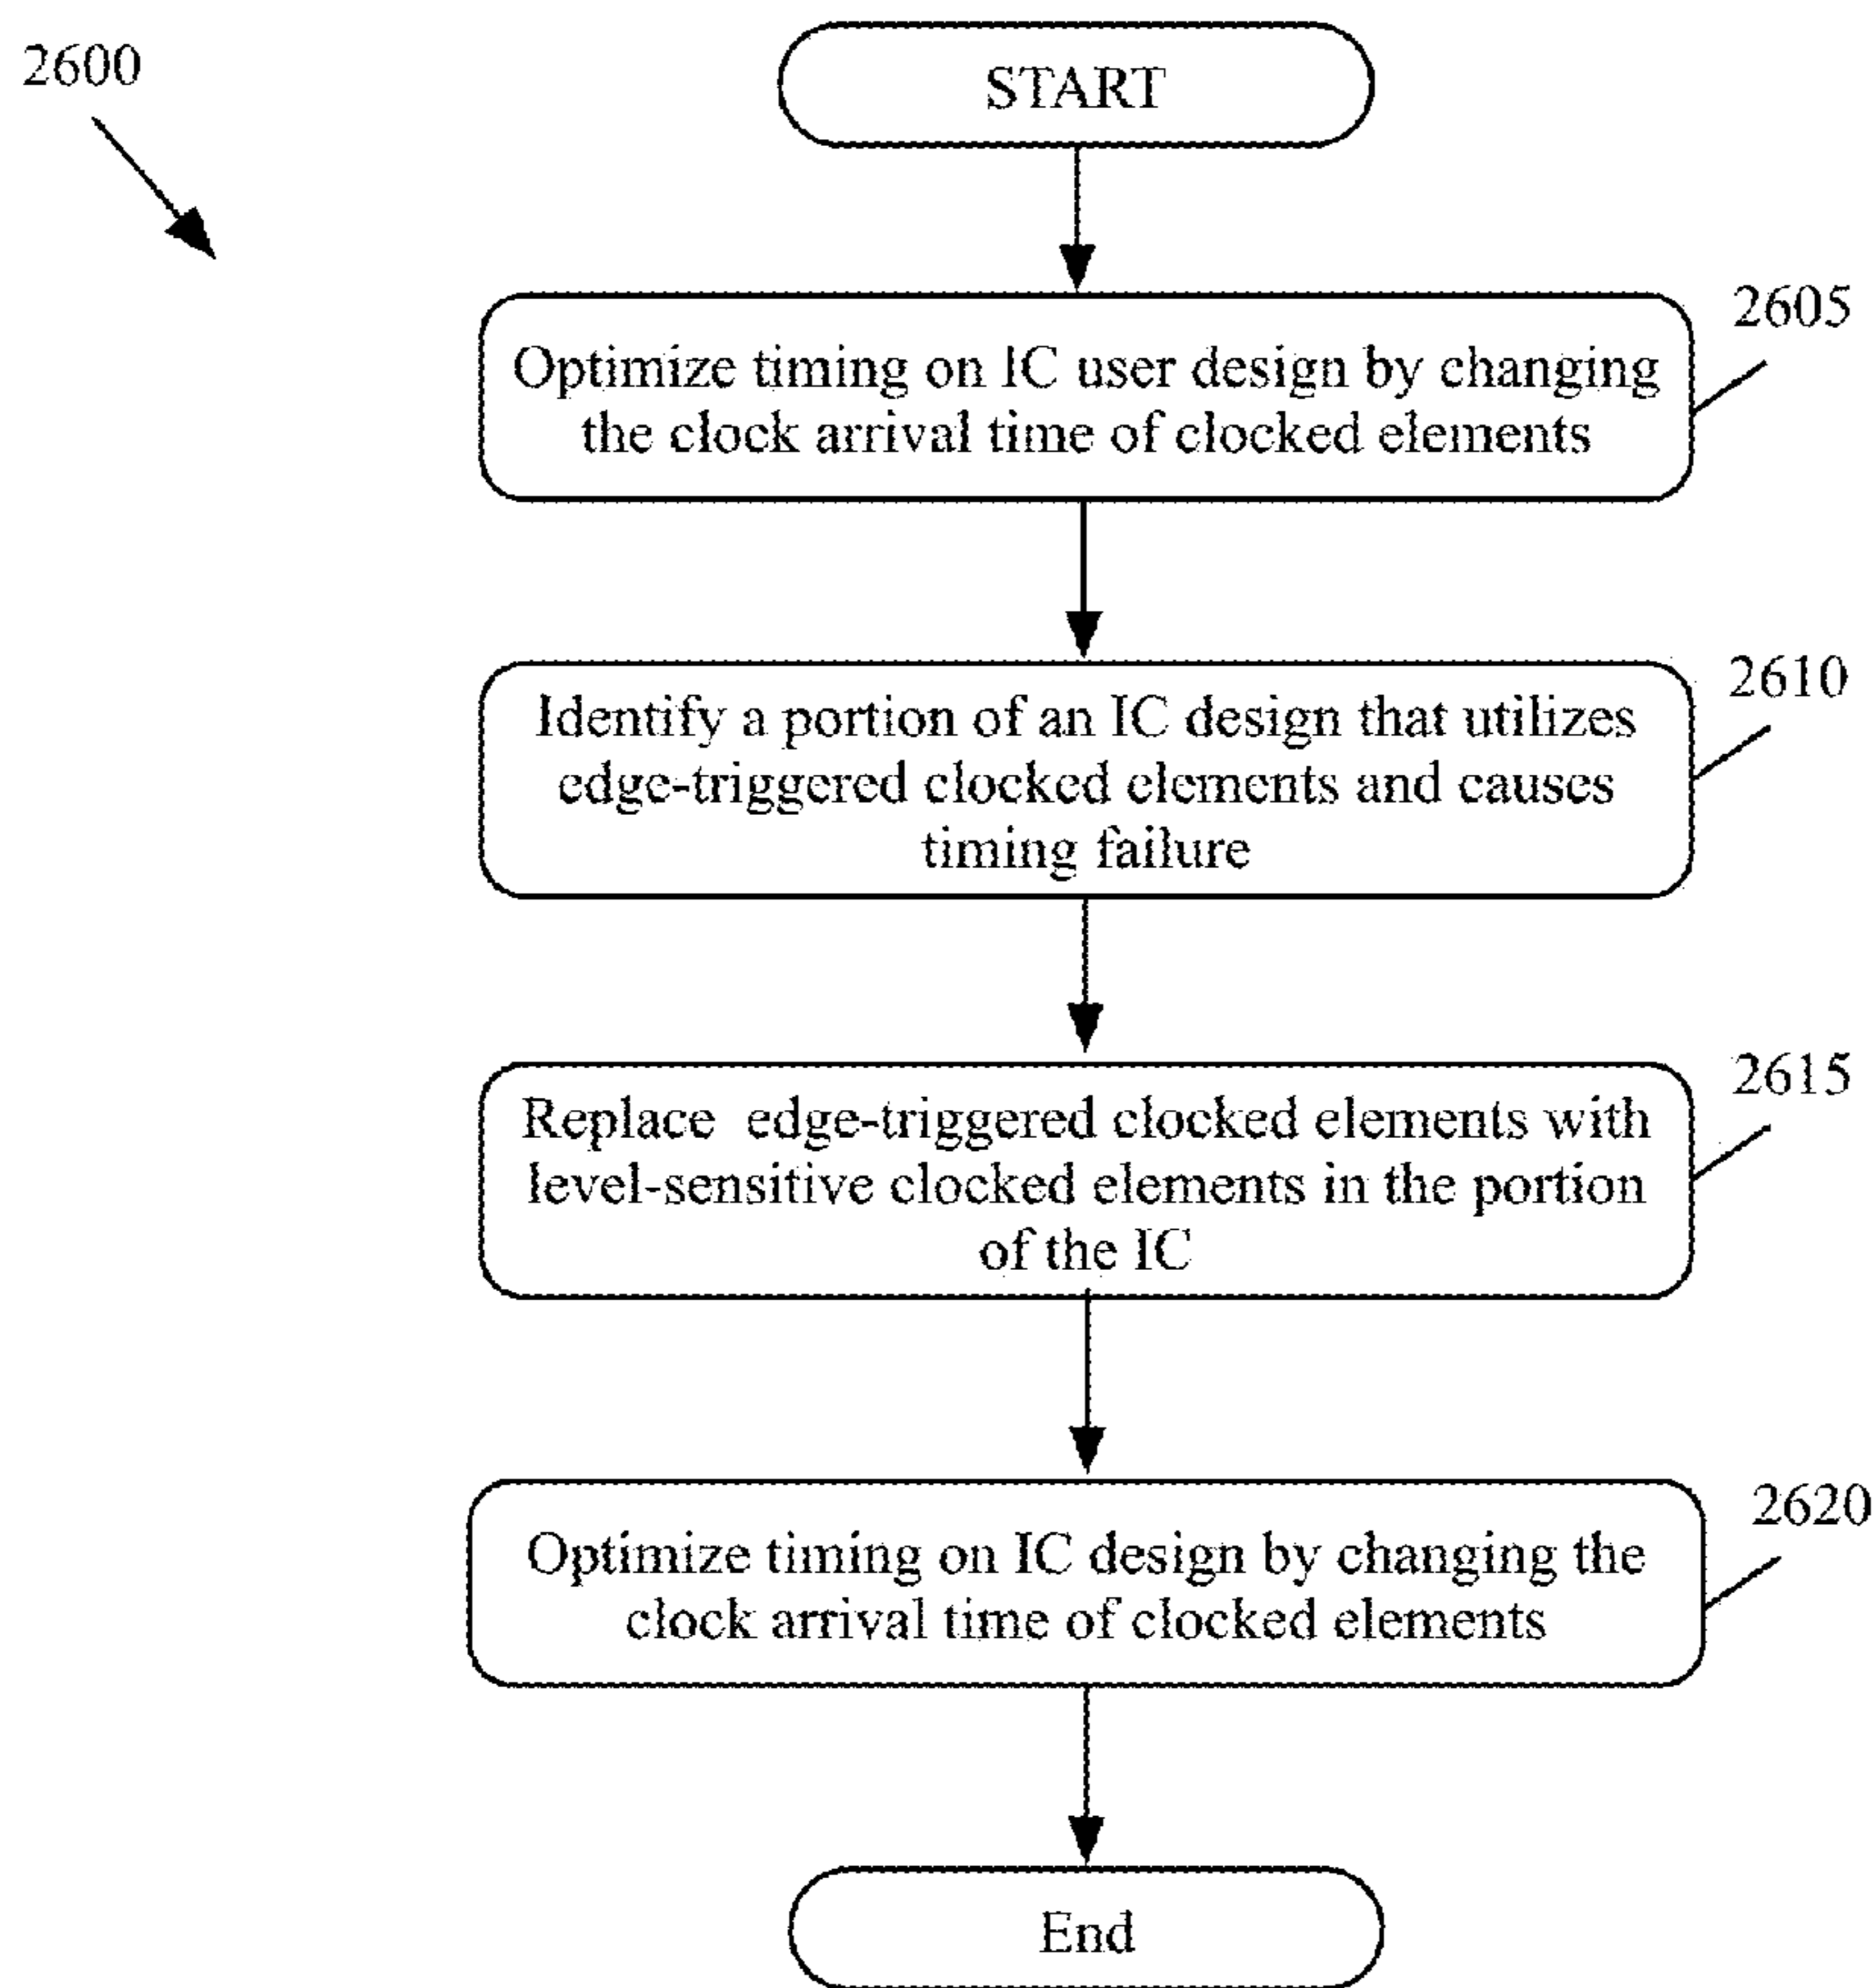 2600
START
2605
Optimize timing on IC user design by changing
the clock arrival time of clocked elements
2610
Identify a portion of an IC design that utilizes
edge-triggered clocked elements and causes
timing failure
2615
Replace edge-triggered clocked elements with
level-sensitive clocked elements in the portion
of the IC
2620
Optimize timing on IC design by changing the
clock arrival time of clocked elements
End